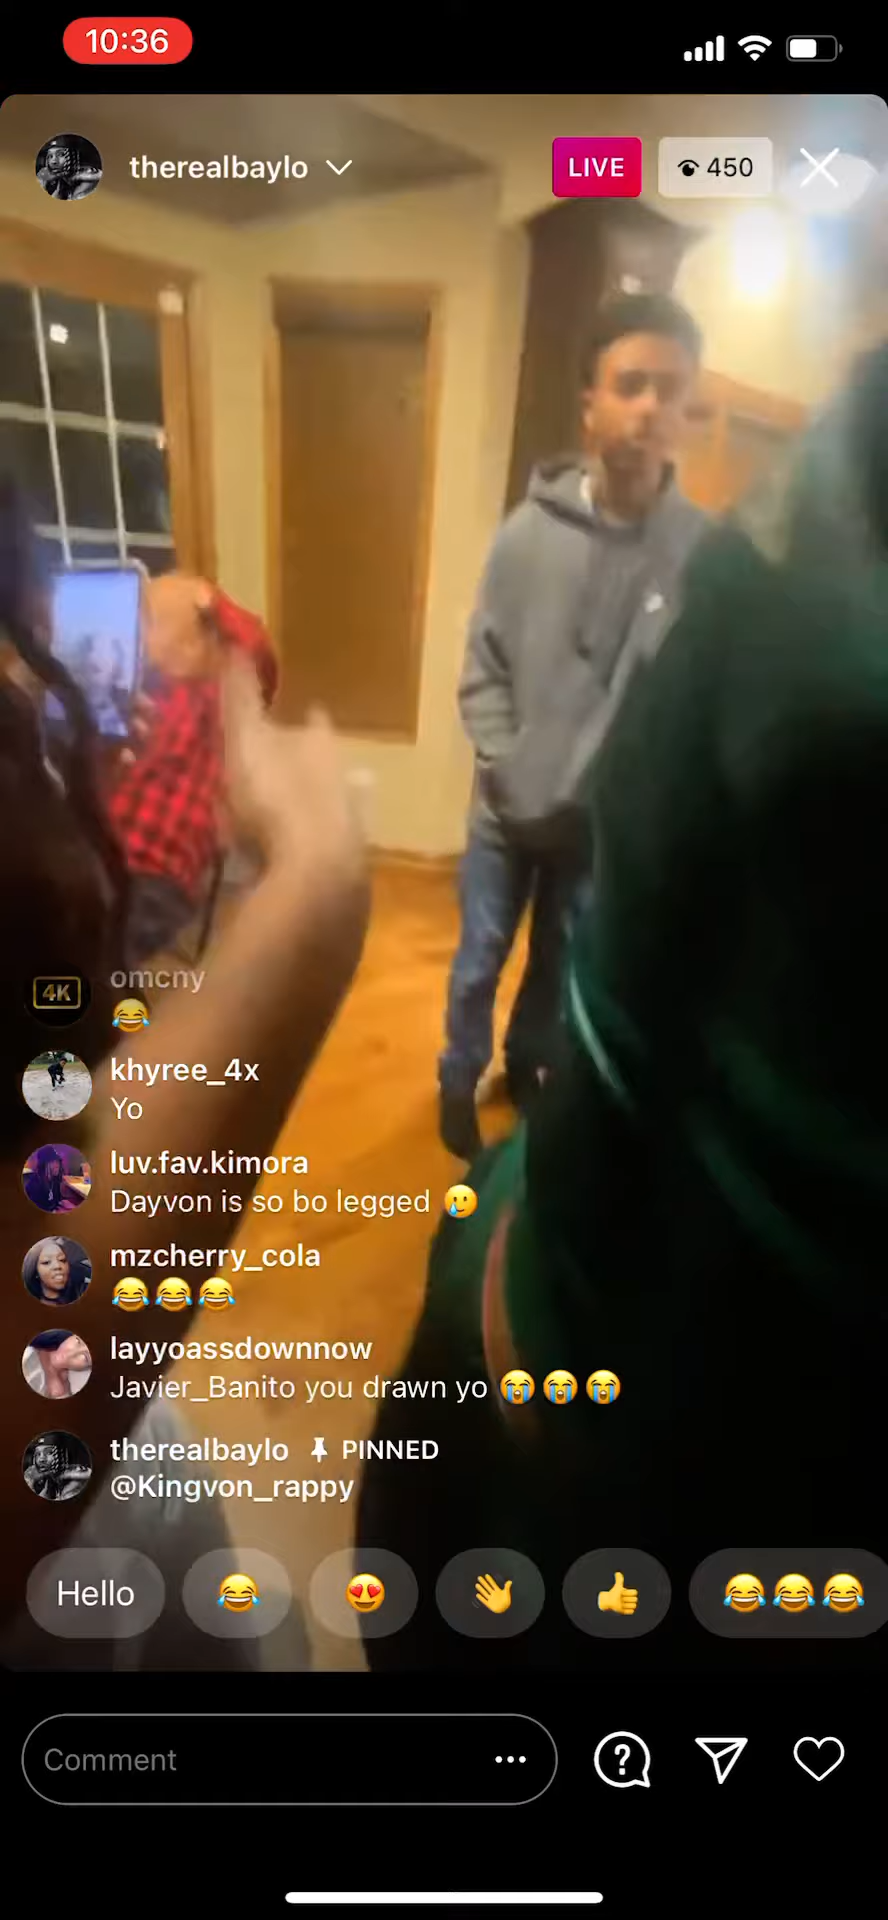 10:36
therealbaylo
LIVE
450
omcny
4K
😂
khyree_4x
Yo
luv.fav.kimora
Dayvon is so bo legged 🥲
mzcherry_cola
😂😂😂
layyoassdownnow
Javier_Banito you drawn yo 😭😭😭
therealbaylo PINNED
@Kingvon_rappy
Hello 😂 😍 👋 👍 😂😂😂
Comment